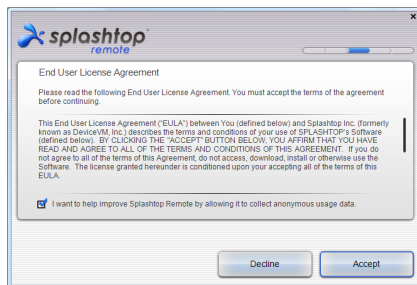 splashtop
remote
End User License Agreement
Please read the following End User License Agreement. You must accept the terms of the agreement
before continuing.
This End User License Agreement ("EULA") between You (defined below) and Splashtop Inc. (formerly
known as DeviceVM, Inc.) describes the terms and conditions of your use of SPLASHTOP's Software
(defined below). BY CLICKING THE "ACCEPT" BUTTON BELOW, YOU AFFIRM THAT YOU HAVE
READ AND AGREE TO ALL OF THE TERMS AND CONDITIONS OF THIS AGREEMENT. If you do
not agree to all of the terms of this Agreement, do not access, download, install or otherwise use the
Software. The license granted hereunder is conditioned upon your accepting all of the terms of this
EULA.
I want to help improve Splashtop Remote by allowing it to collect anonymous usage data.
Decline Accept